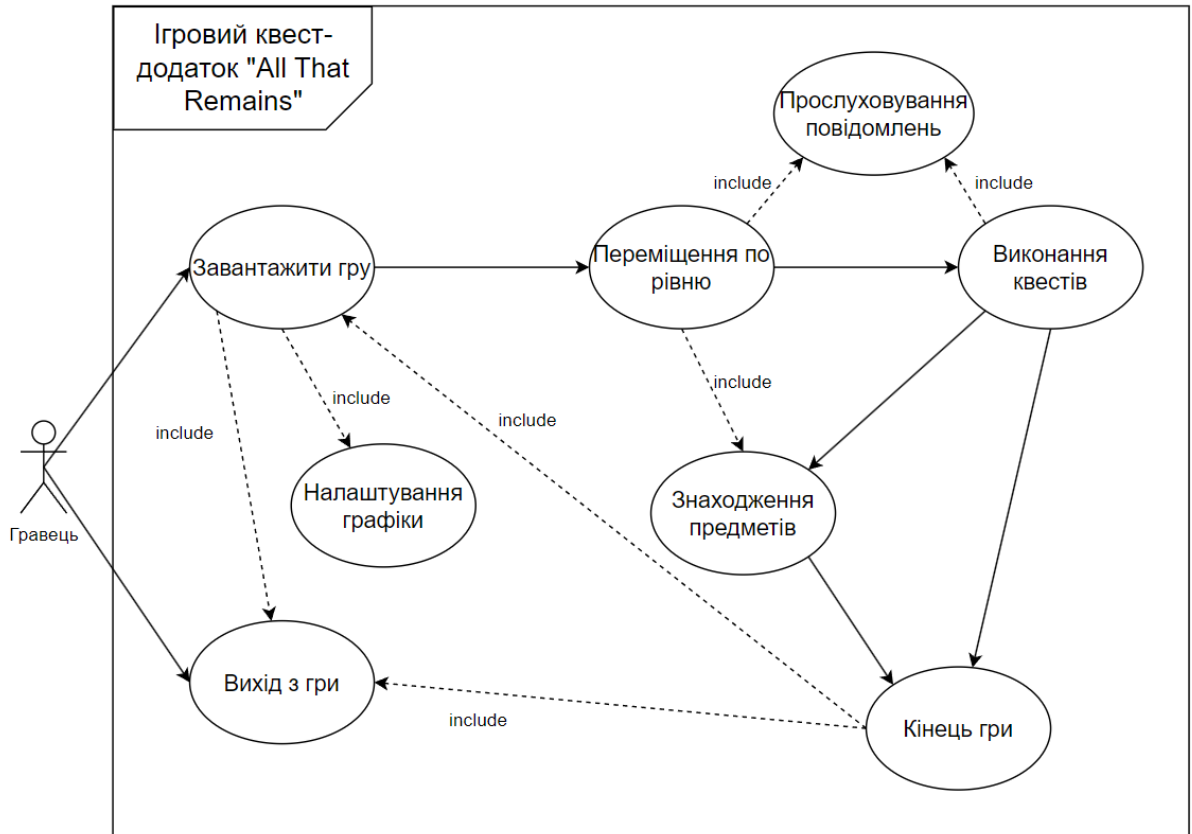 Ігровий квест-
додаток "All That
Remains"
Прослуховування
повідомлень
include
include
Завантажити гру
Переміщення по
рівню
Виконання
квестів
include
include
include
include
Налаштування
графіки
Знаходження
предметів
Гравець
Вихід з гри
include
Кінець гри